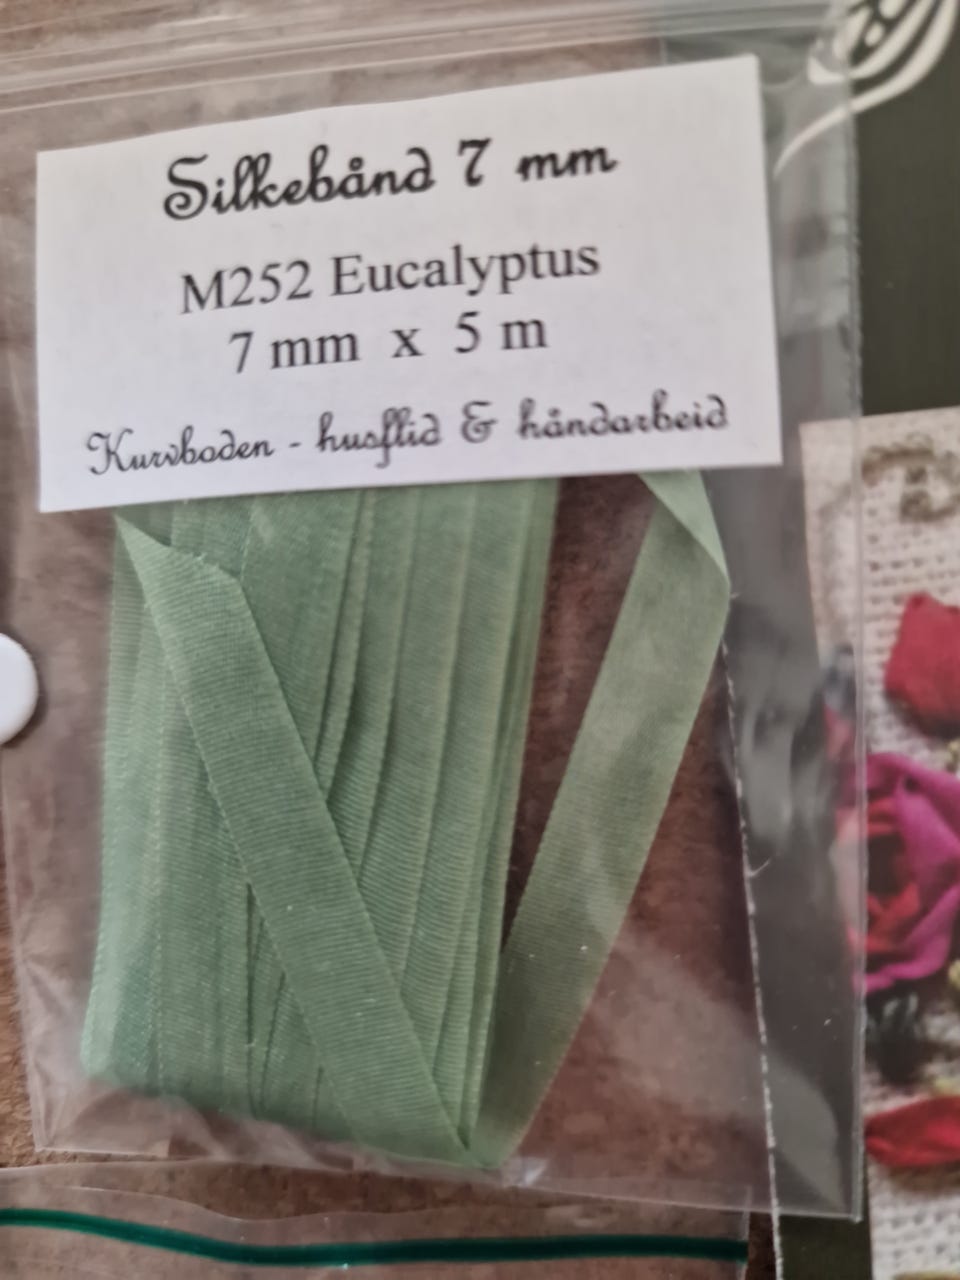 Silkebånd 7 mm
M252 Eucalyptus
7 mm x 5 m
Kurvboden - husflid & håndarbeid